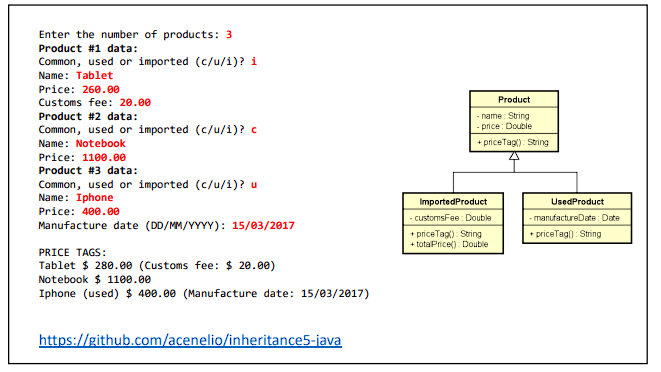 Enter the number of products: 3
Product #1 data:
Common, used or imported (c/u/i)? i
Name: Tablet
Price: 260.00
Customs fee: 20.00
Product #2 data:
Common, used or imported (c/u/i)? c
Name: Notebook
Price: 1100.00
Product #3 data:
Common, used or imported (c/u/i)? u
Name: Iphone
Price: 400.00
Manufacture date (DD/MM/YYYY): 15/03/2017
PRICE TAGS:
Tablet $ 280.00 (Customs fee: $ 20.00)
Notebook $ 1100.00
Iphone (used) $ 400.00 (Manufacture date: 15/03/2017)
https://github.com/acenelio/inheritance5-java
Product
- name : String
- price : Double
+ priceTag() : String
ImportedProduct
- customsFee : Double
+ priceTag() : String
+ totalPrice() : Double
UsedProduct
- manufactureDate : Date
+ priceTag() : String